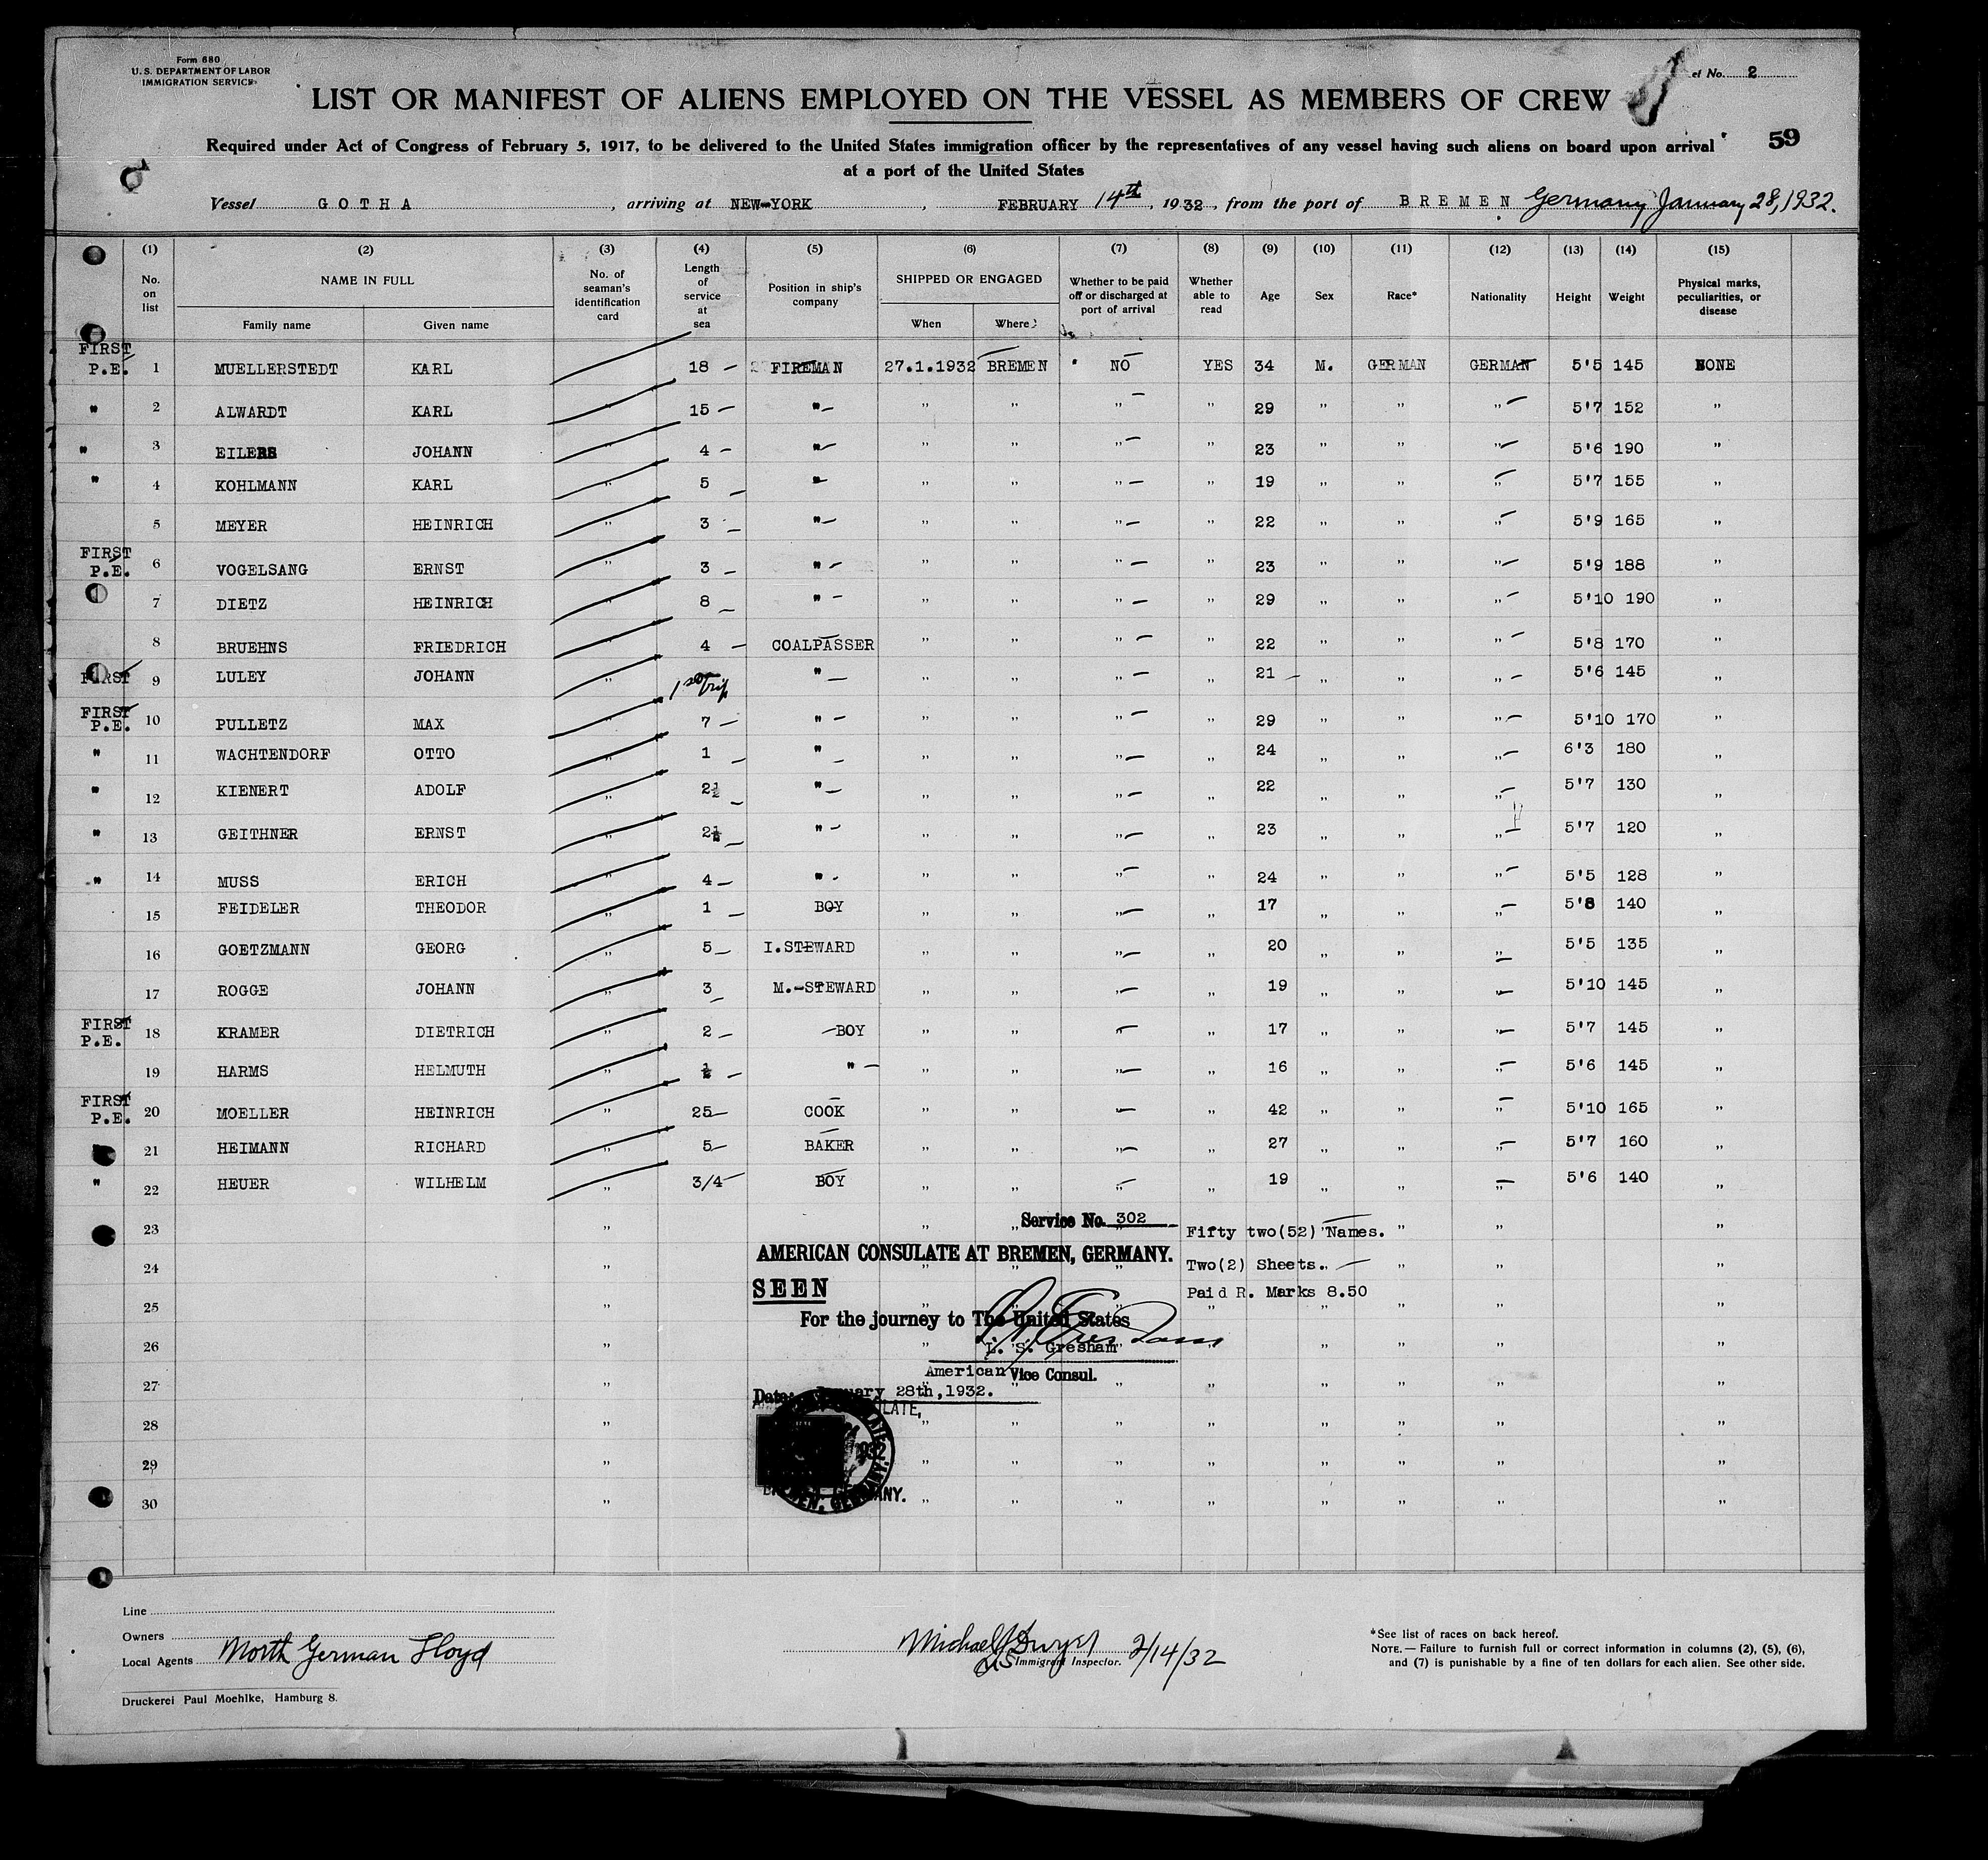 Form 680
U. S. DEPARTMENT OF LABOR
IMMIGRATION SERVICE
et No. 2
LIST OR MANIFEST OF ALIENS EMPLOYED ON THE VESSEL AS MEMBERS OF CREW
59
Required under Act of Congress of February 5, 1917, to be delivered to the United States immigration officer by the representatives of any vessel having such aliens on board upon arrival
at a port of the United States
Vessel GOTHA, arriving at NEW-YORK, FEBRUARY 14th, 1932, from the port of BREMEN Germany January 28, 1932.
(1) (2) (3) (4) (5) (6) (7) (8) (9) (10) (11) (12) (13) (14) (15)
No. on list
NAME IN FULL
Family name
Given name
No. of seaman's identification card
Length of service at sea
Position in ship's company
SHIPPED OR ENGAGED
When
Where
Whether to be paid off or discharged at port of arrival
Whether able to read
Age
Sex
Race*
Nationality
Height
Weight
Physical marks, peculiarities, or disease
FIRST P.E. 1 MUELLERSTEDT KARL 18 FIREMAN 27.1.1932 BREMEN NO YES 34 M. GERMAN GERMAN 5'5 145 NONE
" 2 ALWARDT KARL 15 " " " " " 29 " " " 5'7 152 "
" 3 EILERS JOHANN " 4 " " " " " 23 " " " 5'6 190 "
" 4 KOHLMANN KARL " 5 " " " " " 19 " " " 5'7 155 "
5 MEYER HEINRICH " 3 " " " " " 22 " " " 5'9 165 "
FIRST P.E. 6 VOGELSANG ERNST " 3 " " " " " 23 " " " 5'9 188 "
7 DIETZ HEINRICH " 8 " " " " " 29 " " " 5'10 190 "
8 BRUEHNS FRIEDRICH " 4 COALPASSER " " " " 22 " " " 5'8 170 "
FIRST 9 LULEY JOHANN " 1st trip " " " " " 21 " " " 5'6 145 "
FIRST P.E. 10 PULLETZ MAX " 7 " " " " " 29 " " " 5'10 170 "
" 11 WACHTENDORF OTTO " 1 " " " " " 24 " " " 6'3 180 "
" 12 KIENERT ADOLF " 2½ " " " " " 22 " " " 5'7 130 "
" 13 GEITHNER ERNST " 2½ " " " " " 23 " " " 5'7 120 "
" 14 MUSS ERICH " 4 " " " " " 24 " " " 5'5 128 "
15 FEIDELER THEODOR " 1 BOY " " " " 17 " " " 5'8 140 "
16 GOETZMANN GEORG " 5 I.STEWARD " " " " 20 " " " 5'5 135 "
17 ROGGE JOHANN " 3 M.-STEWARD " " " " 19 " " " 5'10 145 "
FIRST P.E. 18 KRAMER DIETRICH " 2 BOY " " " " 17 " " " 5'7 145 "
19 HARMS HELMUTH " ½ " " " " " 16 " " " 5'6 145 "
FIRST P.E. 20 MOELLER HEINRICH " 25 COOK " " " " 42 " " " 5'10 165 "
" 21 HEIMANN RICHARD " 5 BAKER " " " " 27 " " " 5'7 160 "
" 22 HEUER WILHELM " 3/4 BOY " " " " 19 " " " 5'6 140 "
23
24
25
26
27
28
29
30
Service No. 302
AMERICAN CONSULATE AT BREMEN, GERMANY.
SEEN
For the journey to The United States
L. S. Gresham
American Vice Consul.
Date: January 28th, 1932.
Fifty two(52) Names.
Two(2) Sheets.
Paid R. Marks 8.50
1932
BREMEN, GERMANY.
Line
Owners
Local Agents North German Lloyd
Druckerei Paul Moehlke, Hamburg 8.
Michael J Dwyer 2/14/32
US Immigrant Inspector.
*See list of races on back hereof.
NOTE.—Failure to furnish full or correct information in columns (2), (5), (6),
and (7) is punishable by a fine of ten dollars for each alien. See other side.